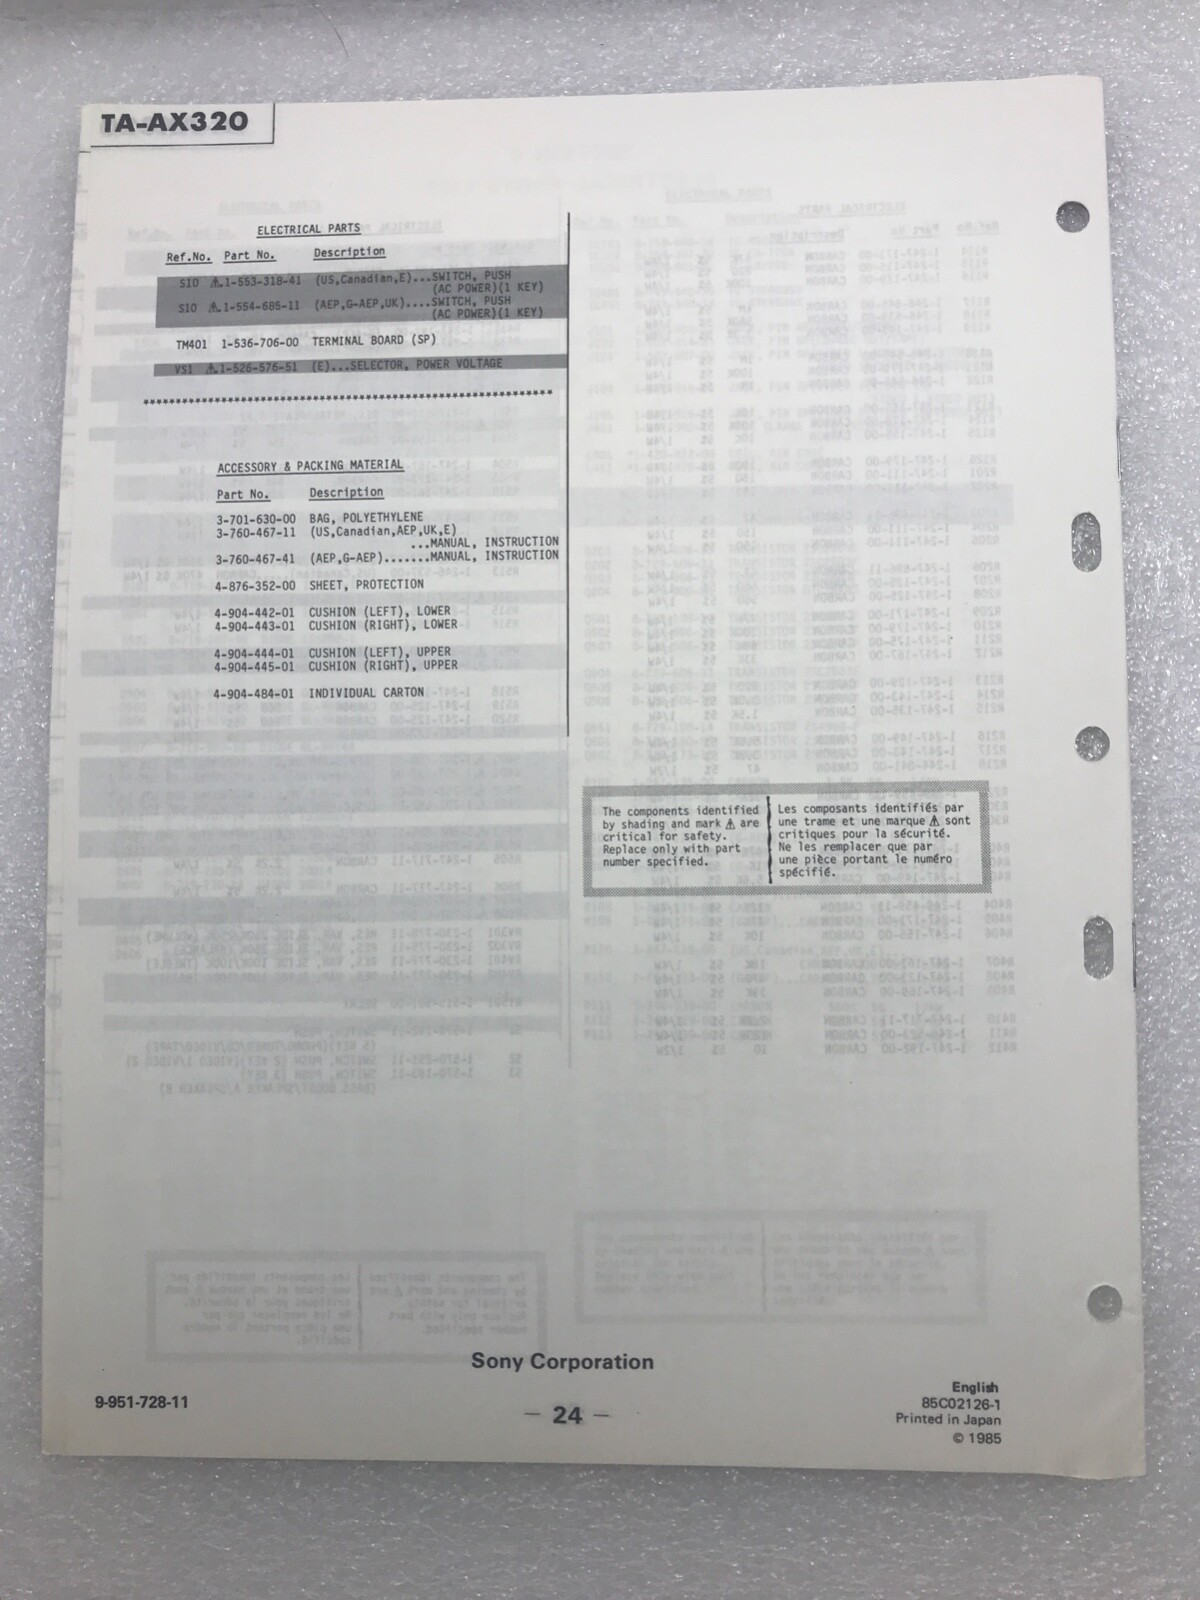 TA-AX320
ELECTRICAL PARTS
Ref.No. Part No. Description
S10 ⚠.1-553-318-41 (US,Canadian,E)...SWITCH, PUSH
(AC POWER)(1 KEY)
S10 ⚠.1-554-685-11 (AEP,G-AEP,UK)....SWITCH, PUSH
(AC POWER)(1 KEY)
TM401 1-536-706-00 TERMINAL BOARD (SP)
VS1 ⚠.1-526-576-51 (E)...SELECTOR, POWER VOLTAGE
ACCESSORY & PACKING MATERIAL
Part No. Description
3-701-630-00 BAG, POLYETHYLENE
3-760-467-11 (US,Canadian,AEP,UK,E)
...MANUAL, INSTRUCTION
3-760-467-41 (AEP,G-AEP).......MANUAL, INSTRUCTION
4-876-352-00 SHEET, PROTECTION
4-904-442-01 CUSHION (LEFT), LOWER
4-904-443-01 CUSHION (RIGHT), LOWER
4-904-444-01 CUSHION (LEFT), UPPER
4-904-445-01 CUSHION (RIGHT), UPPER
4-904-484-01 INDIVIDUAL CARTON
The components identified
by shading and mark ⚠ are
critical for safety.
Replace only with part
number specified.
Les composants identifiés par
une trame et une marque ⚠ sont
critiques pour la sécurité.
Ne les remplacer que par
une pièce portant le numéro
spécifié.
Sony Corporation
9-951-728-11
— 24 —
English
85C02126-1
Printed in Japan
© 1985